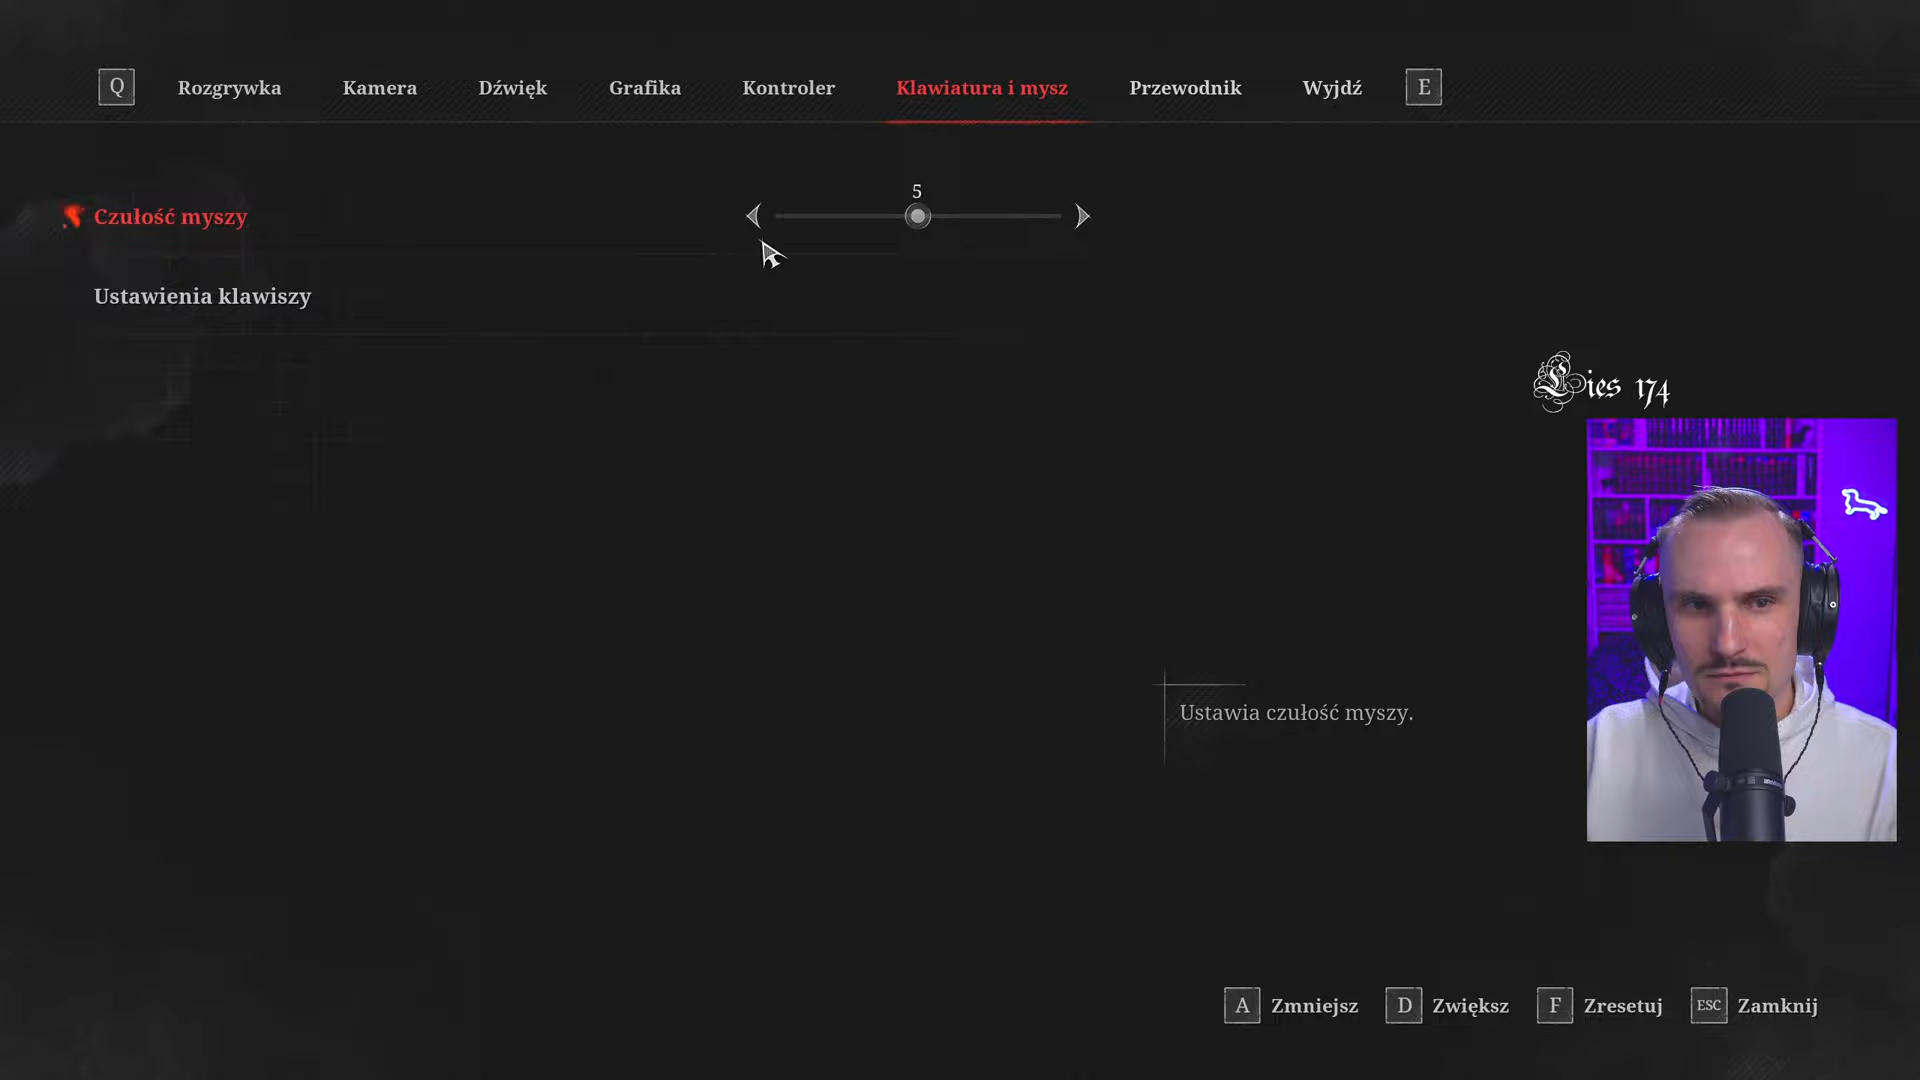 Q Rozgrywka Kamera Dźwięk Grafika Kontroler Klawiatura i mysz Przewodnik Wyjdź E
5
Czułość myszy
Ustawienia klawiszy
Lies 174
Ustawia czułość myszy.
A Zmniejsz D Zwiększ F Zresetuj ESC Zamknij